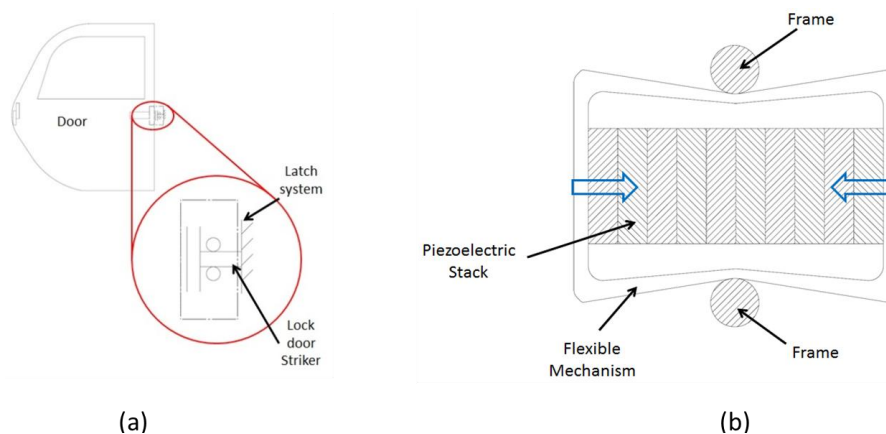 Door
Latch
system
Lock
door
Striker
(a)
Frame
Piezoelectric
Stack
Flexible
Mechanism
Frame
(b)